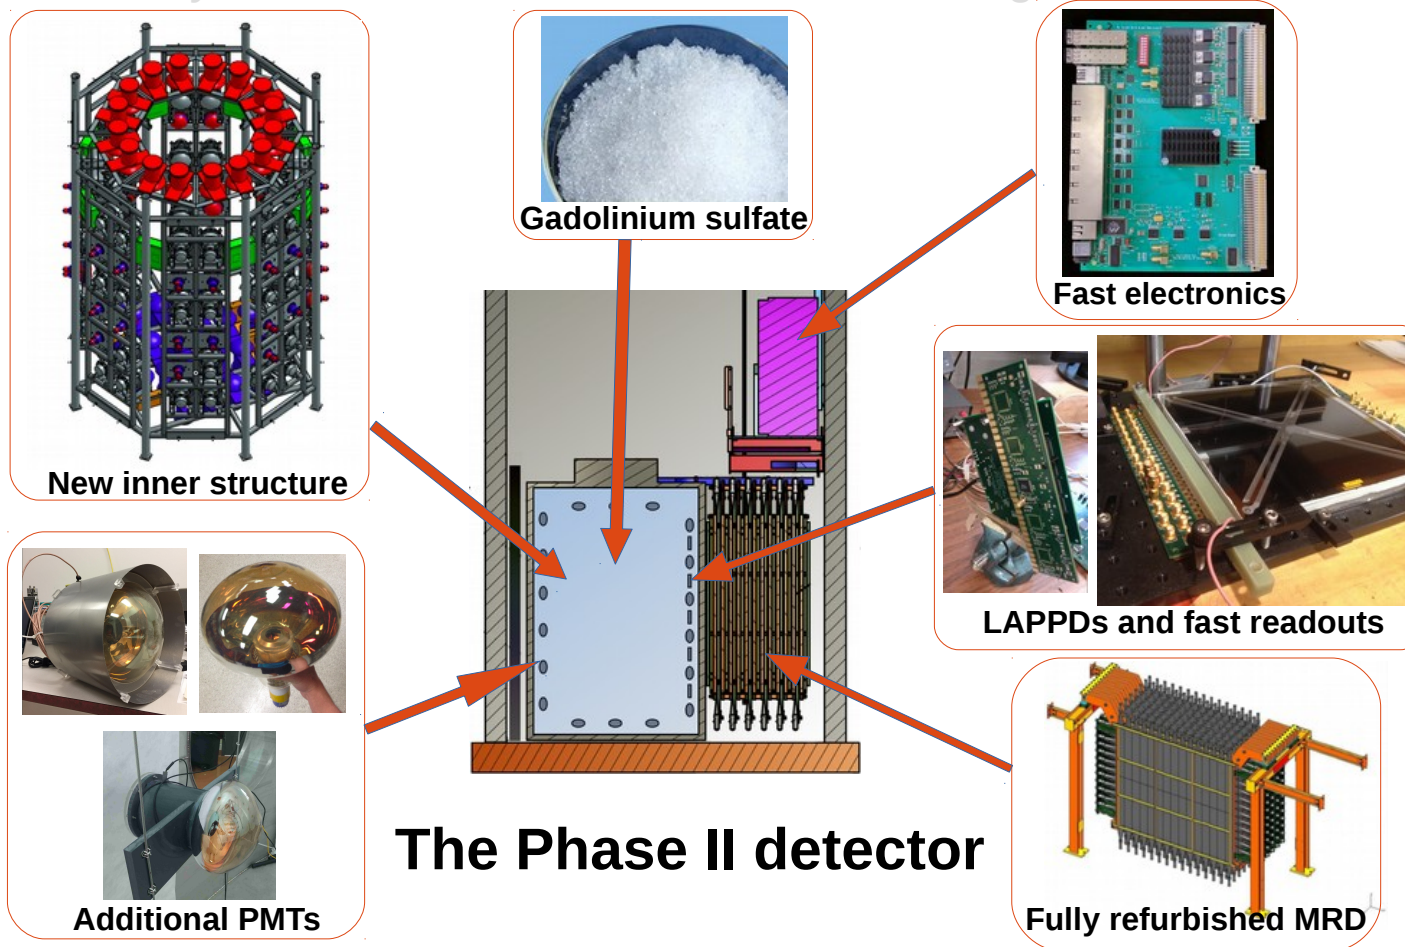 Gadolinium sulfate
Fast electronics
New inner structure
LAPPDs and fast readouts
The Phase II detector
Additional PMTs
Fully refurbished MRD